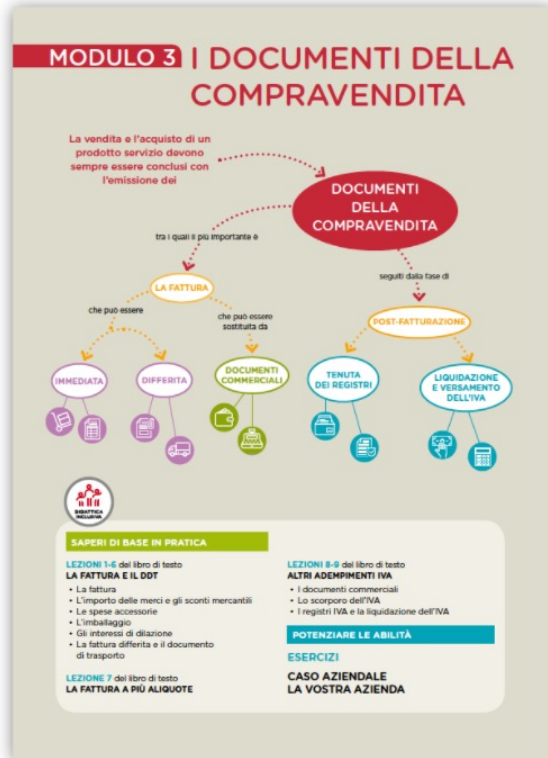 MODULO 3 I DOCUMENTI DELLA
COMPRAVENDITA
La vendita e l'acquisto di un
prodotto servizio devono
sempre essere conclusi con
l'emissione dei
DOCUMENTI
DELLA
COMPRAVENDITA
tra i quali il più importante è
seguiti dalla fase di
LA FATTURA
che può essere
che può essere
sostituita da
POST-FATTURAZIONE
IMMEDIATA
DIFFERITA
DOCUMENTI
COMMERCIALI
TENUTA
DEI REGISTRI
LIQUIDAZIONE
E VERSAMENTO
DELL'IVA
DIDATTICA
INCLUSIVA
SAPERI DI BASE IN PRATICA
LEZIONI 1-6 del libro di testo
LA FATTURA E IL DDT
• La fattura
• L'importo delle merci e gli sconti mercantili
• Le spese accessorie
• L'imballaggio
• Gli interessi di dilazione
• La fattura differita e il documento
di trasporto
LEZIONE 7 del libro di testo
LA FATTURA A PIÙ ALIQUOTE
LEZIONI 8-9 del libro di testo
ALTRI ADEMPIMENTI IVA
• I documenti commerciali
• Lo scorporo dell'IVA
• I registri IVA e la liquidazione dell'IVA
POTENZIARE LE ABILITÀ
ESERCIZI
CASO AZIENDALE
LA VOSTRA AZIENDA